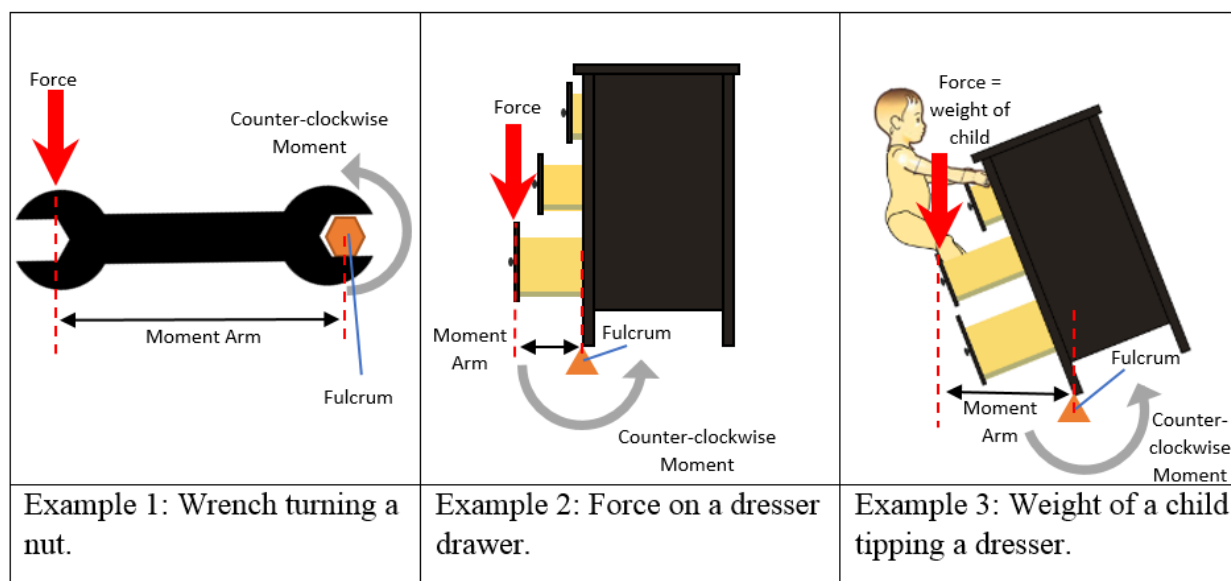 Force
Counter-clockwise
Moment
Moment Arm
Fulcrum
Example 1: Wrench turning a
nut.
Force
Moment
Arm
Fulcrum
Counter-clockwise
Moment
Example 2: Force on a dresser
drawer.
Force =
weight of
child
Fulcrum
Moment
Arm
Counter-
clockwise
Moment
Example 3: Weight of a child
tipping a dresser.